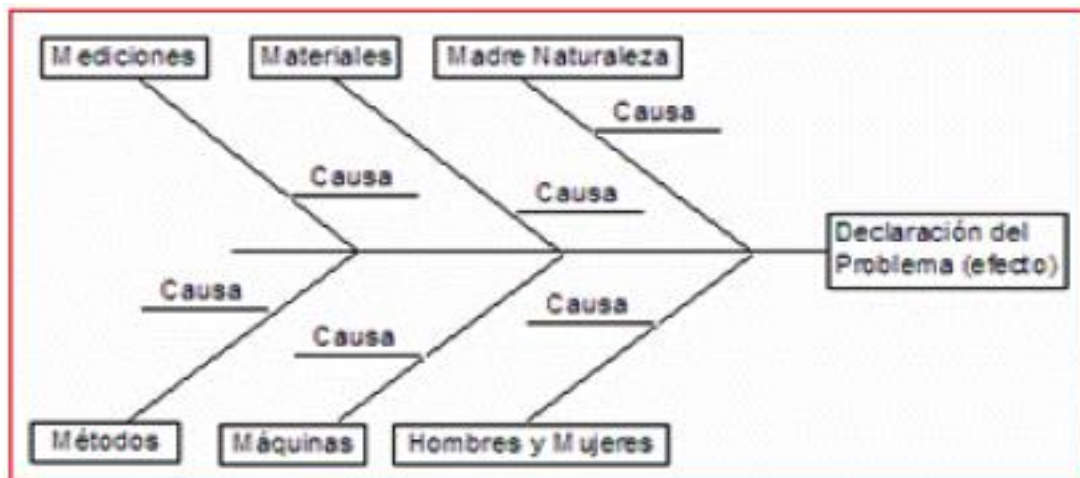 Mediciones
Materiales
Madre Naturaleza
Causa
Causa
Causa
Declaración del
Problema (efecto)
Causa
Causa
Causa
Métodos
Máquinas
Hombres y Mujeres